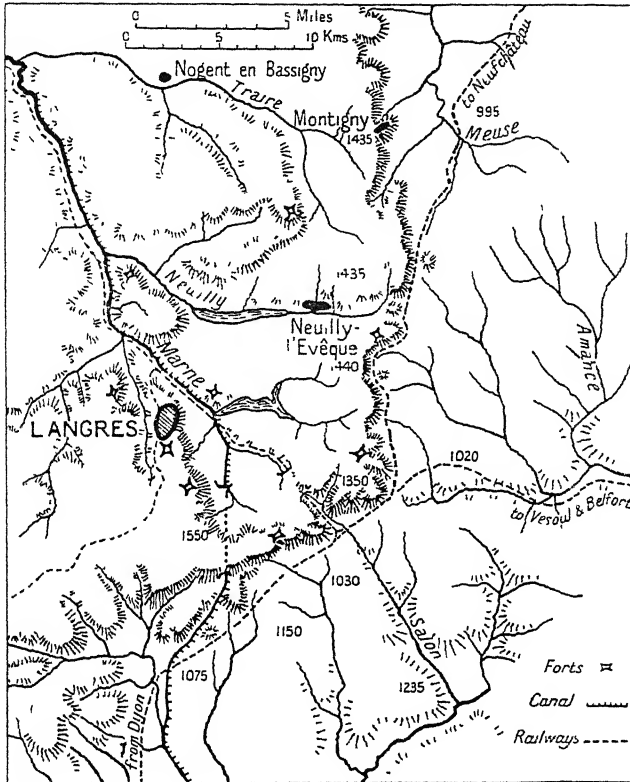 0 5 Miles
0 5 10 Kms
Nogent en Bassigny
Traire
Montigny
1435
to Neufchâteau
995
Meuse
Neuilly
1435
Neuilly-
l'Evêque
1440
Amance
Marne
LANGRES
1020
1350
to Vesoul & Belfort
1550
1030
1150
Salon
1075
1235
From Dijon
Forts
Canal
Railways